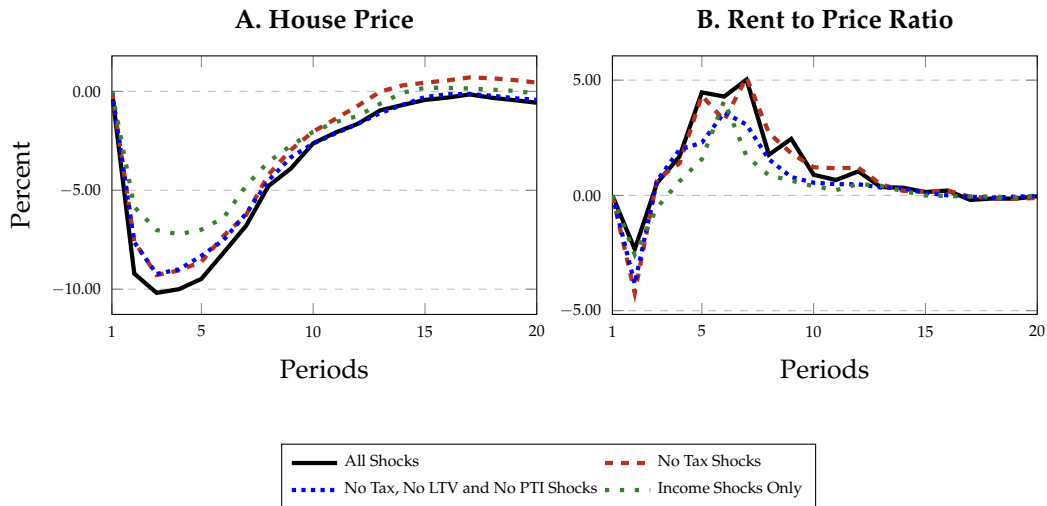 A. House Price
B. Rent to Price Ratio
Percent
0.00
−5.00
−10.00
1
5
10
15
20
Periods
5.00
0.00
−5.00
1
5
10
15
20
Periods
All Shocks
No Tax Shocks
No Tax, No LTV and No PTI Shocks
Income Shocks Only